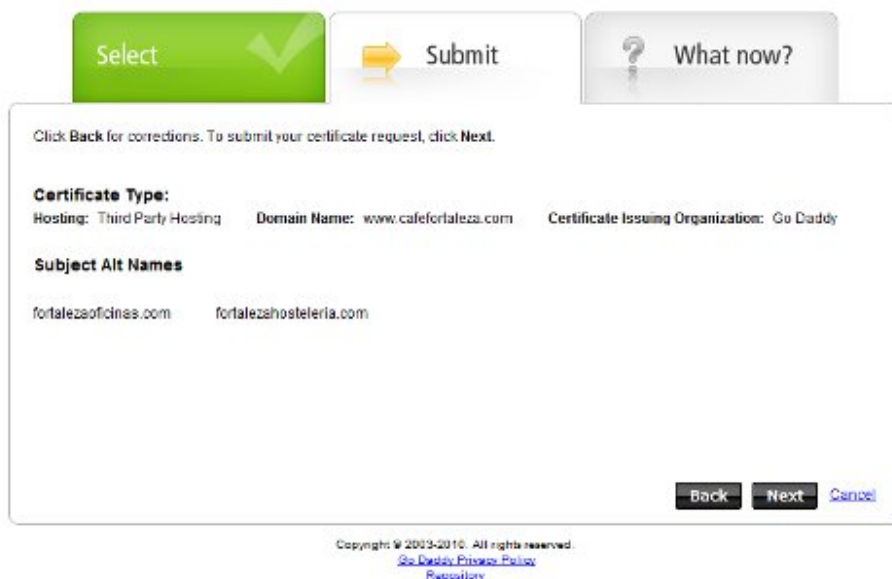 Select Submit What now?
Click Back for corrections. To submit your certificate request, click Next.
Certificate Type:
Hosting: Third Party Hosting Domain Name: www.cafefortaleza.com Certificate Issuing Organization: Go Daddy
Subject Alt Names
fortalezaoficinas.com fortalezahosteleria.com
Back Next Cancel
Copyright © 2003-2010. All rights reserved.
Go Daddy Privacy Policy
Repository